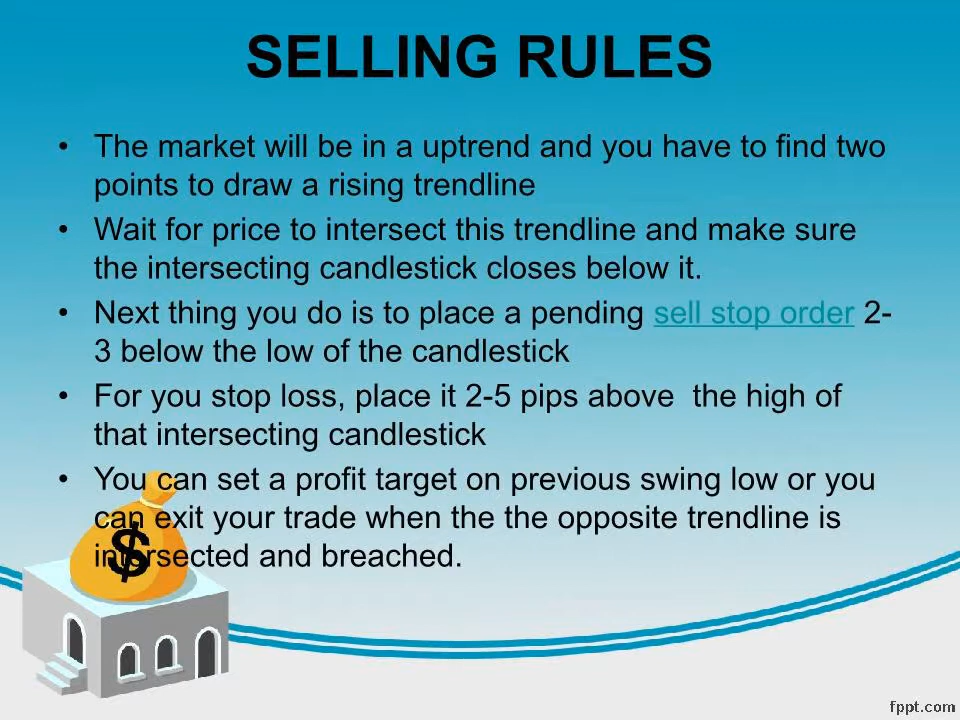 SELLING RULES
• The market will be in a uptrend and you have to find two
points to draw a rising trendline
• Wait for price to intersect this trendline and make sure
the intersecting candlestick closes below it.
• Next thing you do is to place a pending sell stop order 2-
3 below the low of the candlestick
• For you stop loss, place it 2-5 pips above  the high of
that intersecting candlestick
• You can set a profit target on previous swing low or you
can exit your trade when the the opposite trendline is
intersected and breached.
$
fppt.com